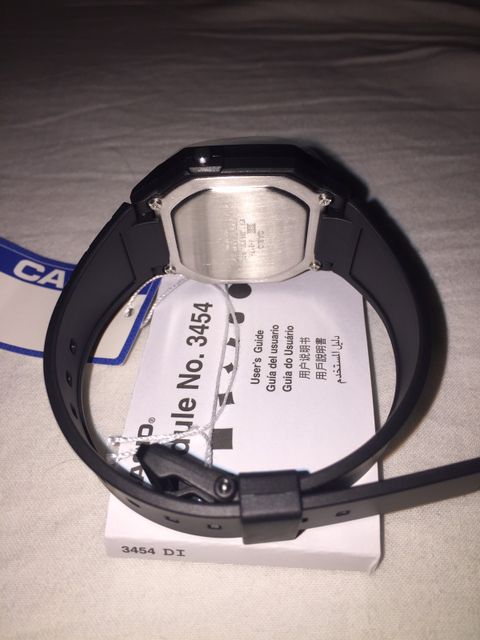 CA
dule No. 3454
User's Guide
Guía del usuario
Guia do Usuário
用户说明书
用戶說明書
دليل المستخدم
3454 DI